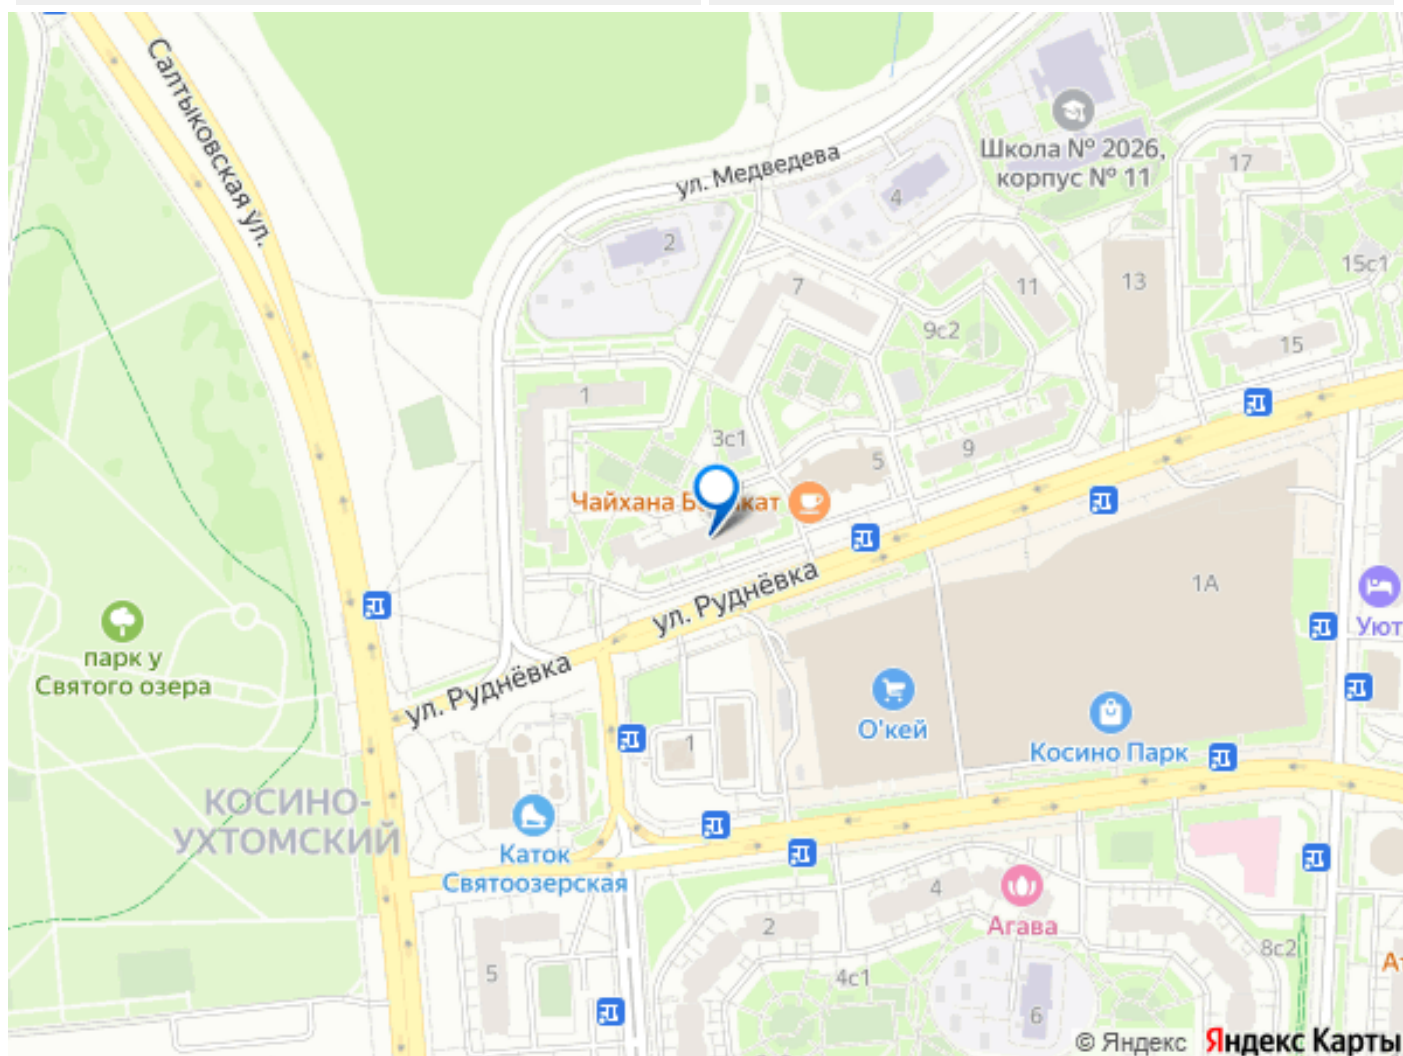 Салтыковская ул.
ул. Медведева
Школа № 2026,
корпус № 11
17
4
2
15с1
13
11
7
9с2
15
1
3с1
9
5
Чайхана
ул. Руднёвка
1А
Уют
парк у
Святого озера
ул. Руднёвка
О'кей
Косино Парк
1
КОСИНО-
УХТОМСКИЙ
Каток
Святоозерская
4
2
Агава
8с2
5
4с1
6
© Яндекс Яндекс Карты